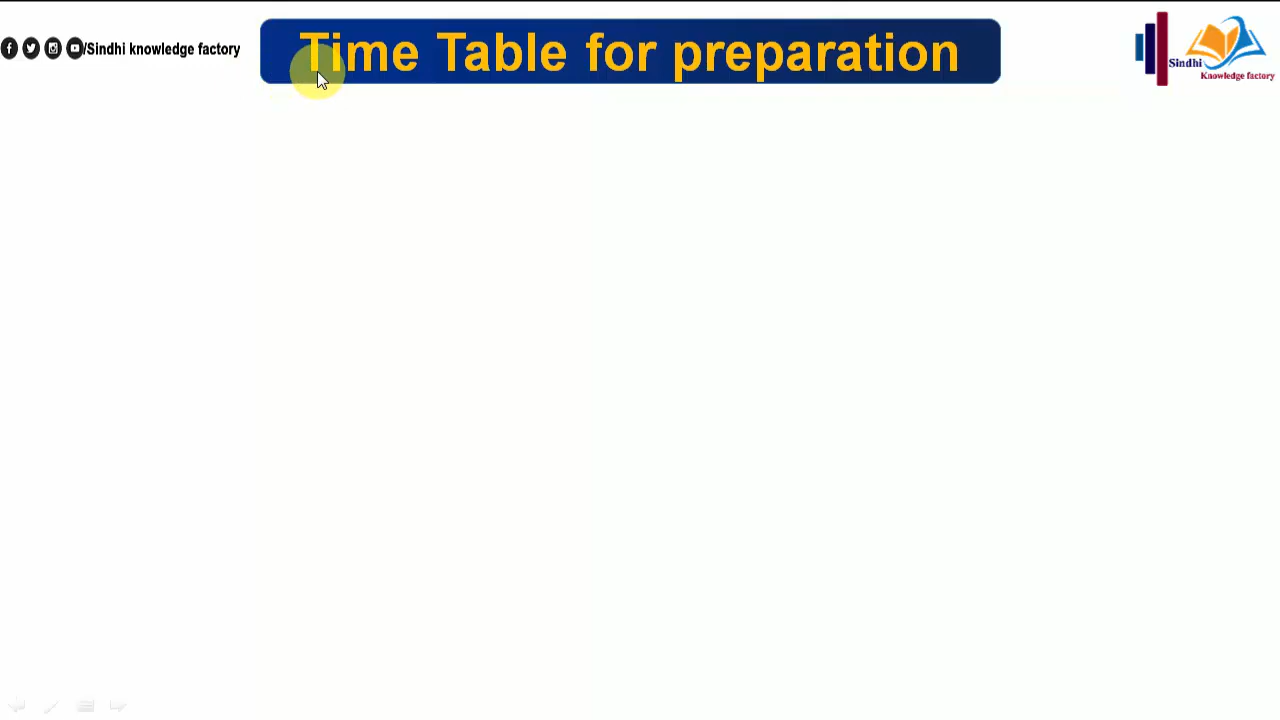 /Sindhi knowledge factory
Time Table for preparation
Sindhi
Knowledge factory